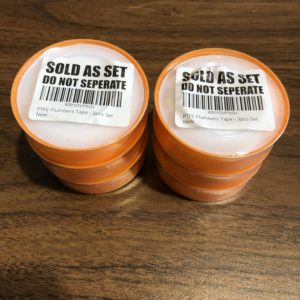 SOLD AS SET
DO NOT SEPERATE
PTFE Plumbers Tape - 3pcs Set
New
SOLD AS SET
DO NOT SEPERATE
PTFE Plumbers Tape - 3pcs Set
New